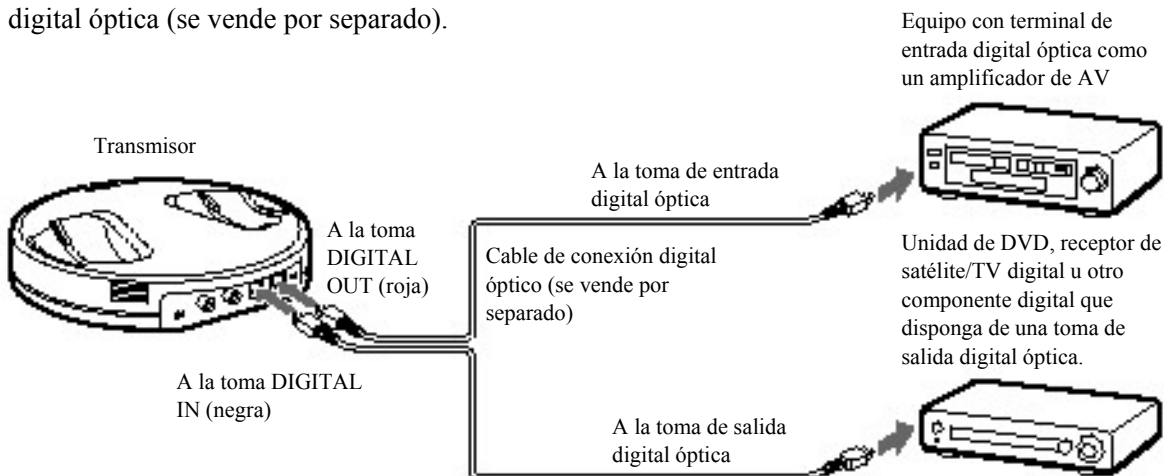 digital óptica (se vende por separado).
Equipo con terminal de
entrada digital óptica como
un amplificador de AV
Transmisor
A la toma de entrada
digital óptica
A la toma
DIGITAL
OUT (roja)
Cable de conexión digital
óptico (se vende por
separado)
Unidad de DVD, receptor de
satélite/TV digital u otro
componente digital que
disponga de una toma de
salida digital óptica.
A la toma DIGITAL
IN (negra)
A la toma de salida
digital óptica